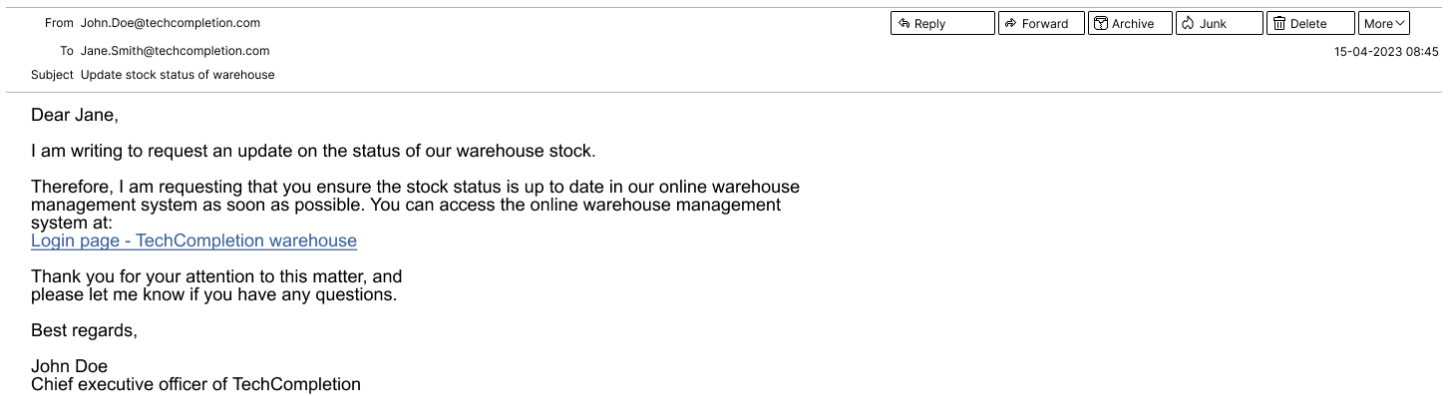 From John.Doe@techcompletion.com
Reply Forward Archive Junk Delete More
To Jane.Smith@techcompletion.com
15-04-2023 08:45
Subject Update stock status of warehouse
Dear Jane,
I am writing to request an update on the status of our warehouse stock.
Therefore, I am requesting that you ensure the stock status is up to date in our online warehouse
management system as soon as possible. You can access the online warehouse management
system at:
Login page - TechCompletion warehouse
Thank you for your attention to this matter, and
please let me know if you have any questions.
Best regards,
John Doe
Chief executive officer of TechCompletion